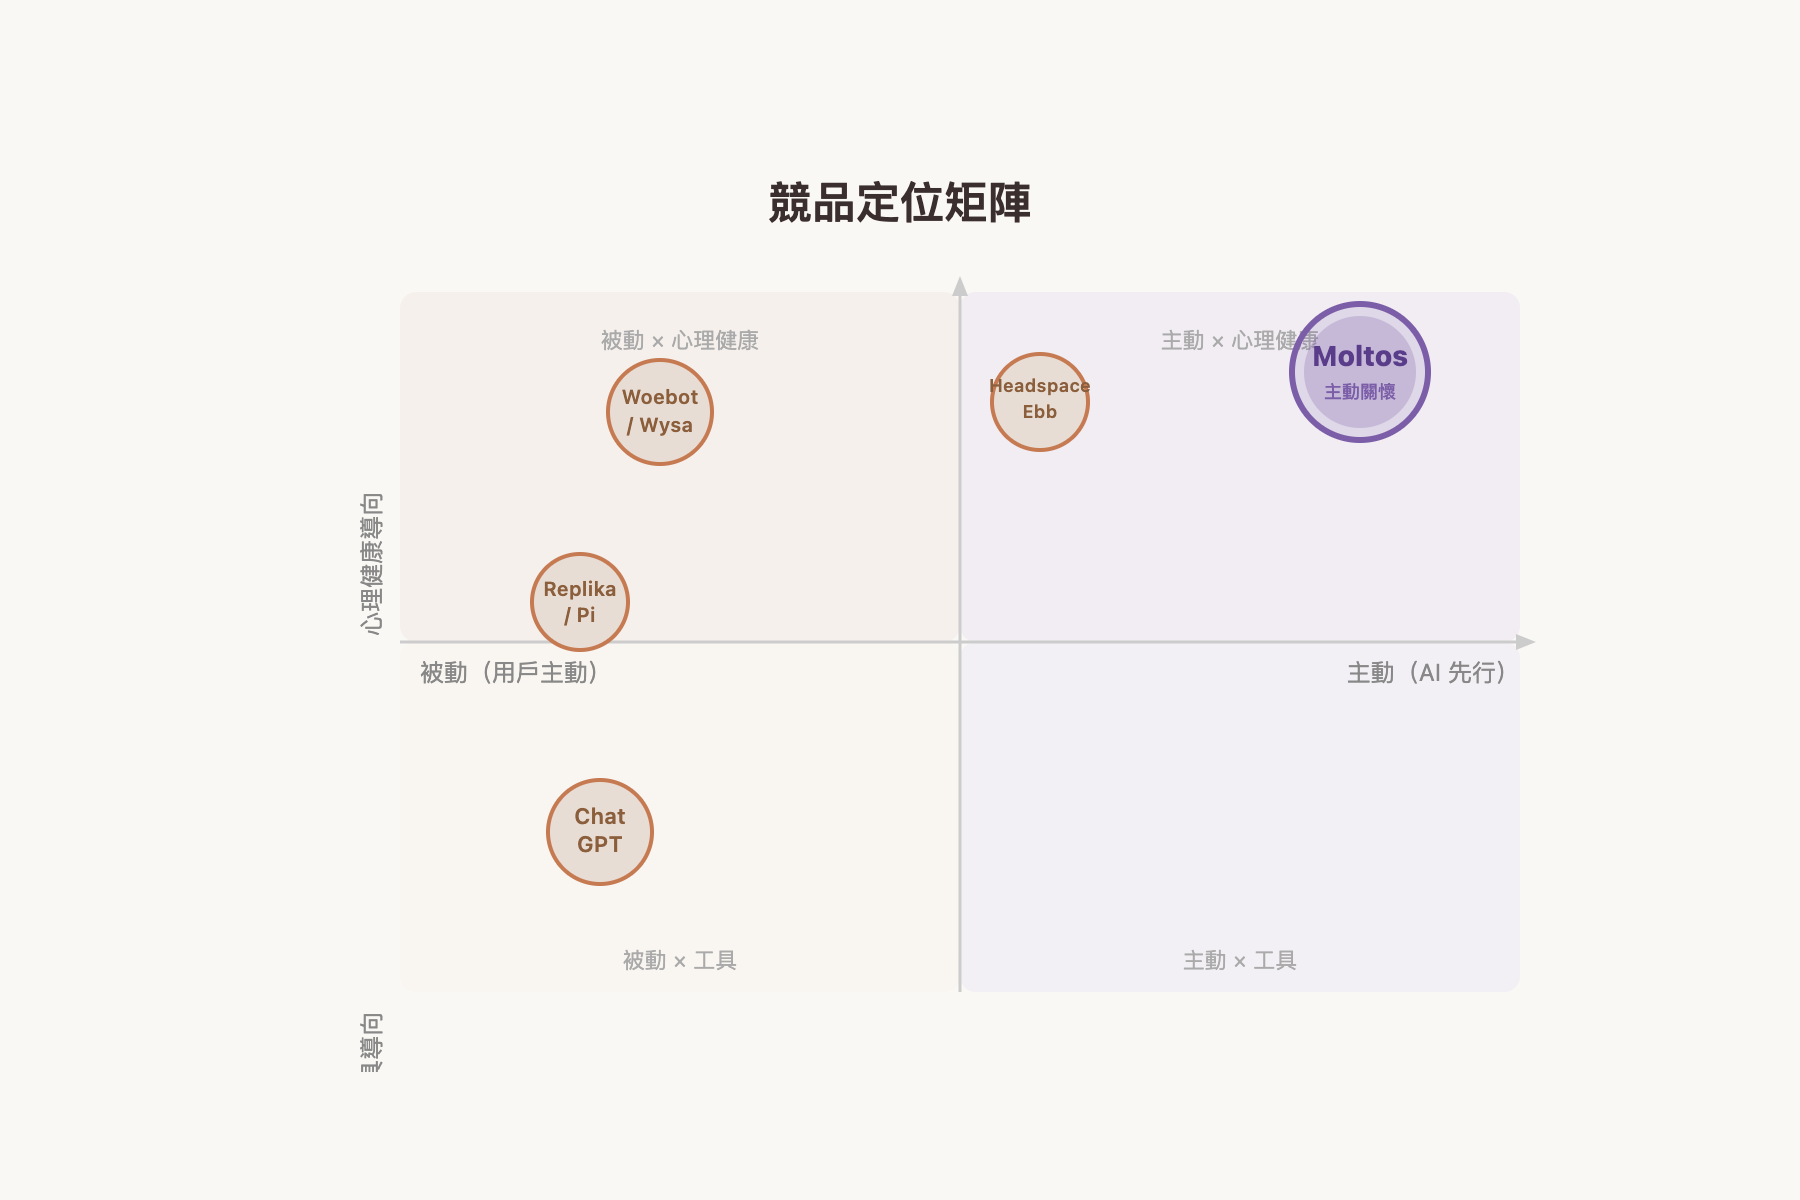 競品定位矩陣
被動 × 心理健康
主動 × 心理健康
Woebot
/ Wysa
Headspace
Ebb
Moltos
主動關懷
心理健康導向
Replika
/ Pi
被動（用戶主動）
主動（AI 先行）
Chat
GPT
被動 × 工具
主動 × 工具
具導向